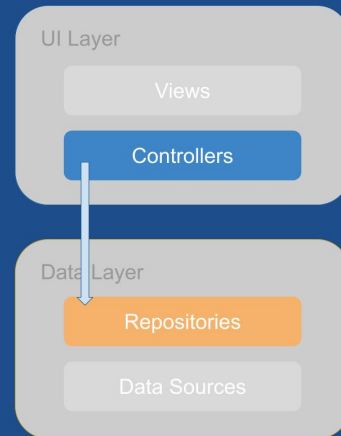 UI Layer
Views
Controllers
Data Layer
Repositories
Data Sources